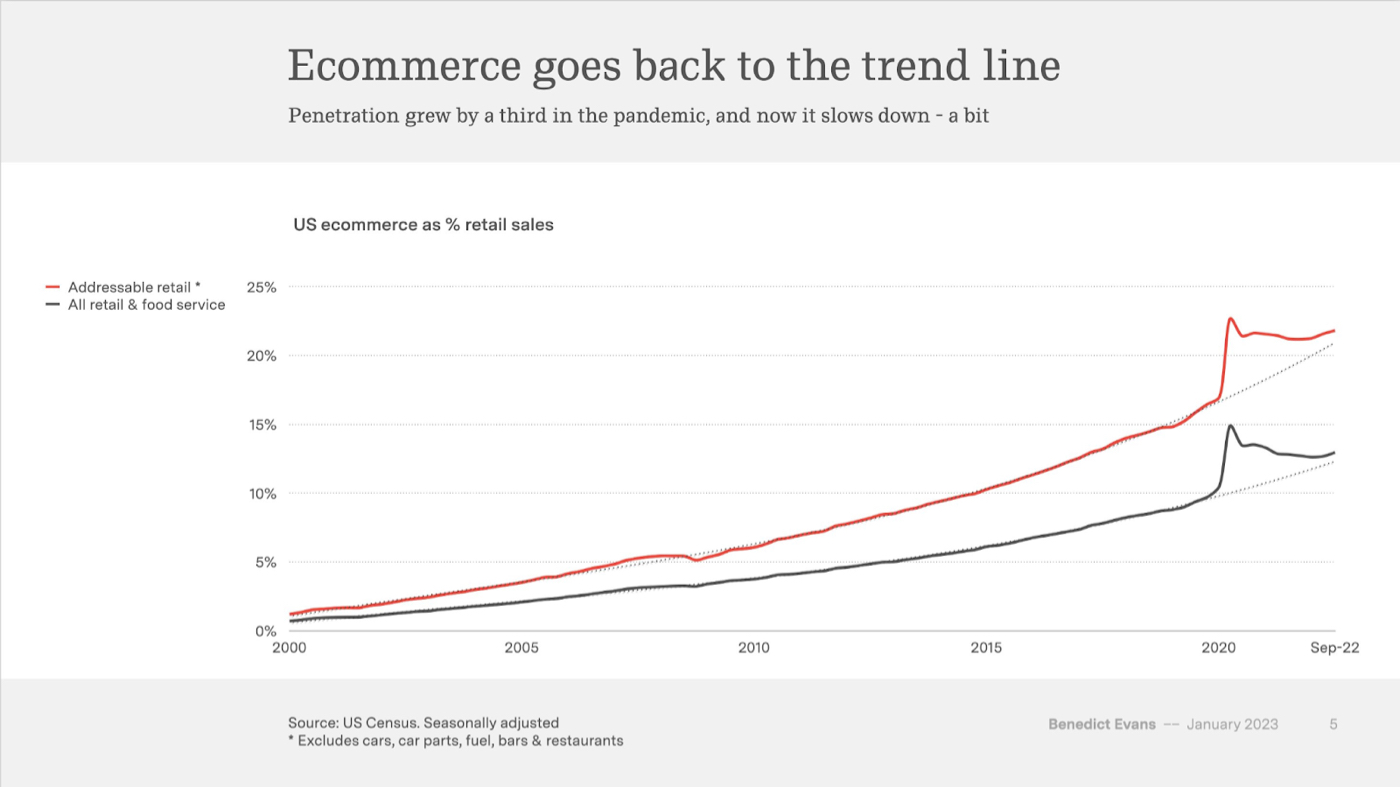 Ecommerce goes back to the trend line
Penetration grew by a third in the pandemic, and now it slows down - a bit
US ecommerce as % retail sales
Addressable retail *
All retail & food service
25%
20%
15%
10%
5%
0%
2000
2005
2010
2015
2020
Sep-22
Source: US Census. Seasonally adjusted
* Excludes cars, car parts, fuel, bars & restaurants
Benedict Evans –– January 2023 5